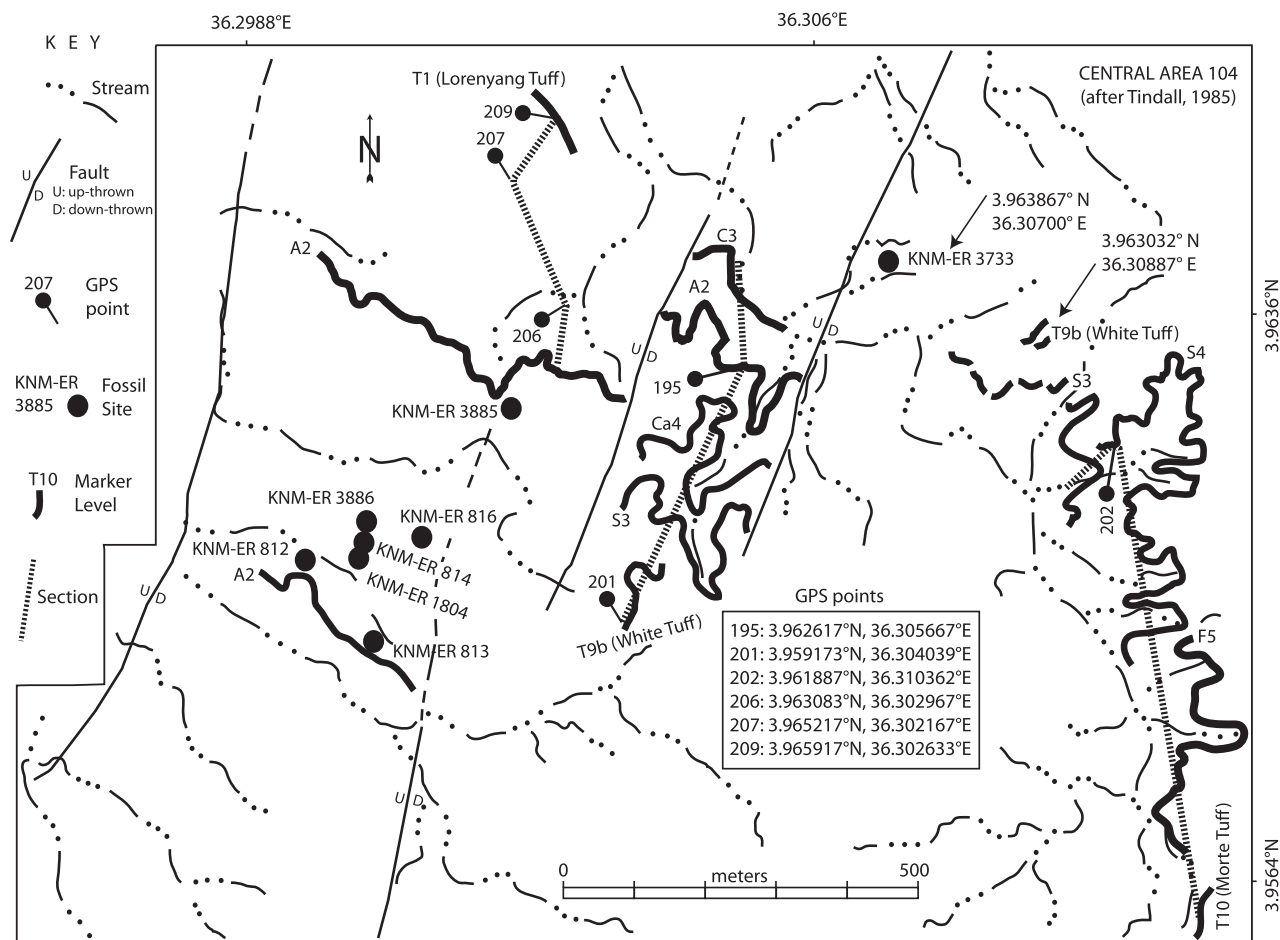 36.2988°E
36.306°E
K E Y
Stream
U
D
Fault
U: up-thrown
D: down-thrown
207
GPS
point
KNM-ER
3885
Fossil
Site
T10
Marker
Level
Section
CENTRAL AREA 104
(after Tindall, 1985)
T1 (Lorenyang Tuff)
209
207
N
A2
206
C3
A2
U D
195
Ca4
S3
3.963867° N
36.30700° E
KNM-ER 3733
U D
3.963032° N
36.30887° E
T9b (White Tuff)
S3
S4
3.9636°N
KNM-ER 3885
KNM-ER 3886
KNM-ER 816
KNM-ER 812
KNM-ER 814
KNM-ER 1804
A2
KNM-ER 813
U D
201
T9b (White Tuff)
202
F5
GPS points
195: 3.962617°N, 36.305667°E
201: 3.959173°N, 36.304039°E
202: 3.961887°N, 36.310362°E
206: 3.963083°N, 36.302967°E
207: 3.965217°N, 36.302167°E
209: 3.965917°N, 36.302633°E
U D
0 meters 500
T10 (Morte Tuff)
3.9564°N